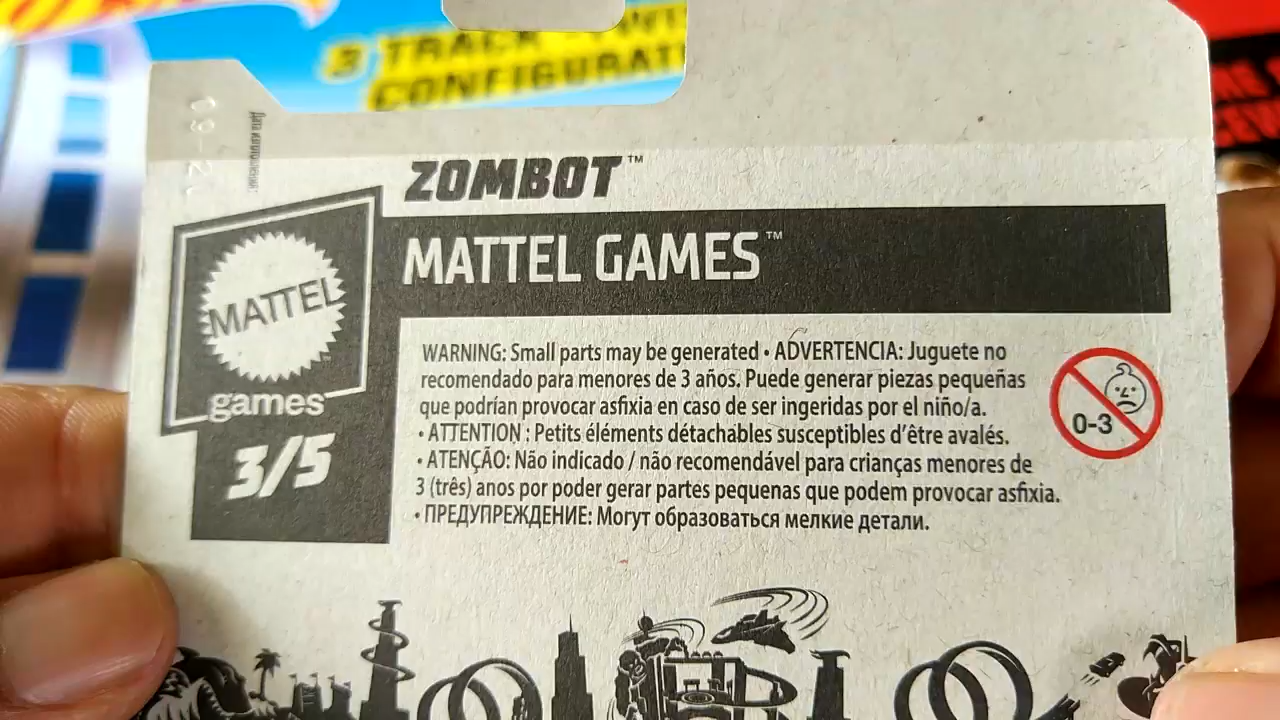 3 TRACK
CONFIGURATI
ZOMBOT™
MATTEL GAMES™
MATTEL
games
3/5
WARNING: Small parts may be generated • ADVERTENCIA: Juguete no
recomendado para menores de 3 años. Puede generar piezas pequeñas
que podrían provocar asfixia en caso de ser ingeridas por el niño/a.
• ATTENTION : Petits éléments détachables susceptibles d'être avalés.
• ATENÇÃO: Não indicado / não recomendável para crianças menores de
3 (três) anos por poder gerar partes pequenas que podem provocar asfixia.
• ПРЕДУПРЕЖДЕНИЕ: Могут образоваться мелкие детали.
0-3